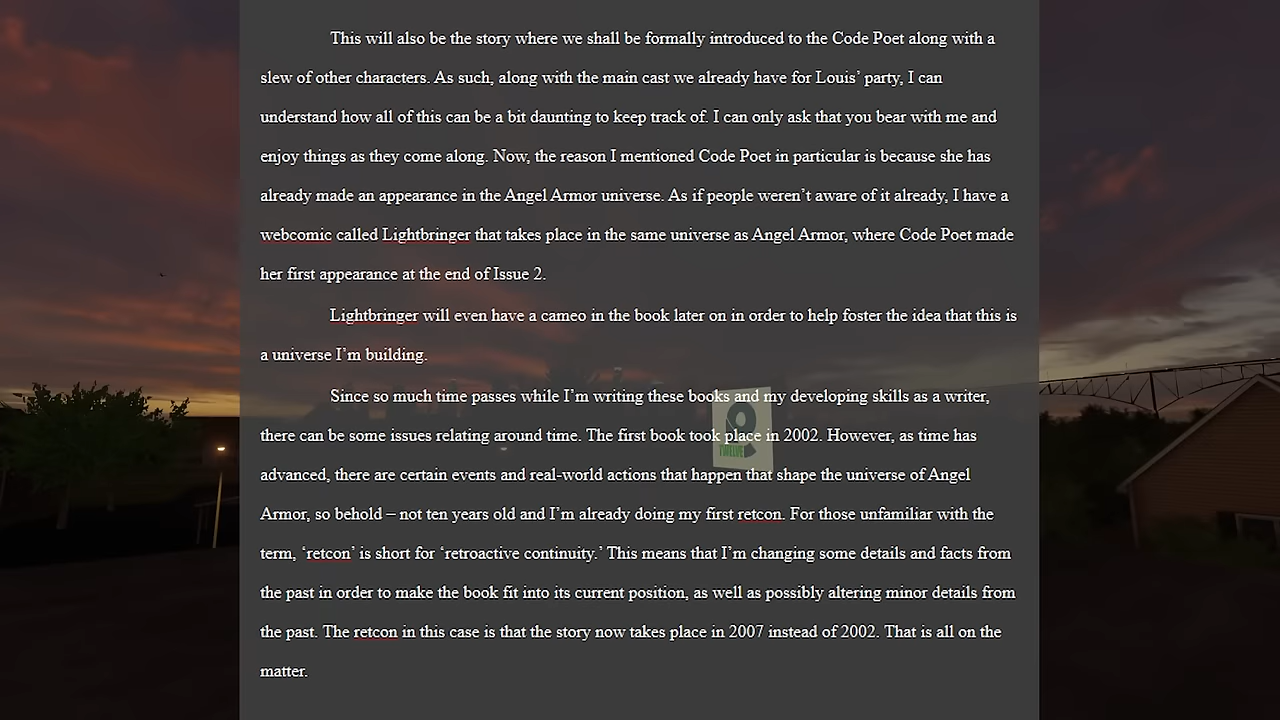 This will also be the story where we shall be formally introduced to the Code Poet along with a
slew of other characters. As such, along with the main cast we already have for Louis’ party, I can
understand how all of this can be a bit daunting to keep track of. I can only ask that you bear with me and
enjoy things as they come along. Now, the reason I mentioned Code Poet in particular is because she has
already made an appearance in the Angel Armor universe. As if people weren’t aware of it already, I have a
webcomic called Lightbringer that takes place in the same universe as Angel Armor, where Code Poet made
her first appearance at the end of Issue 2.
Lightbringer will even have a cameo in the book later on in order to help foster the idea that this is
a universe I’m building.
Since so much time passes while I’m writing these books and my developing skills as a writer,
there can be some issues relating around time. The first book took place in 2002. However, as time has
advanced, there are certain events and real-world actions that happen that shape the universe of Angel
Armor, so behold – not ten years old and I’m already doing my first retcon. For those unfamiliar with the
term, ‘retcon’ is short for ‘retroactive continuity.’ This means that I’m changing some details and facts from
the past in order to make the book fit into its current position, as well as possibly altering minor details from
the past. The retcon in this case is that the story now takes place in 2007 instead of 2002. That is all on the
matter.